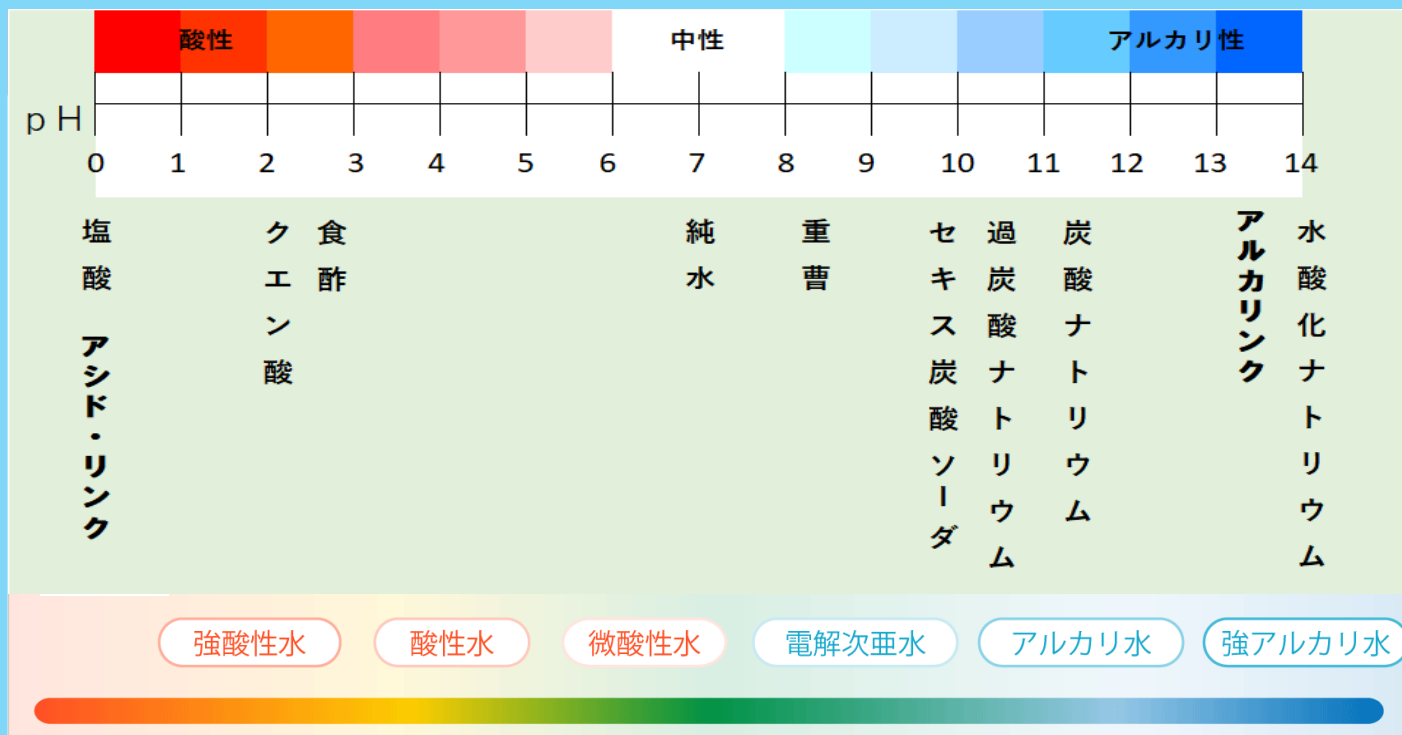 酸性 中性 アルカリ性
pH
0 1 2 3 4 5 6 7 8 9 10 11 12 13 14
塩酸
アシド・リンク
クエン酸
食酢
純水
重曹
セキス炭酸ソーダ
過炭酸ナトリウム
炭酸ナトリウム
アルカリンク
水酸化ナトリウム
強酸性水 酸性水 微酸性水 電解次亜水 アルカリ水 強アルカリ水